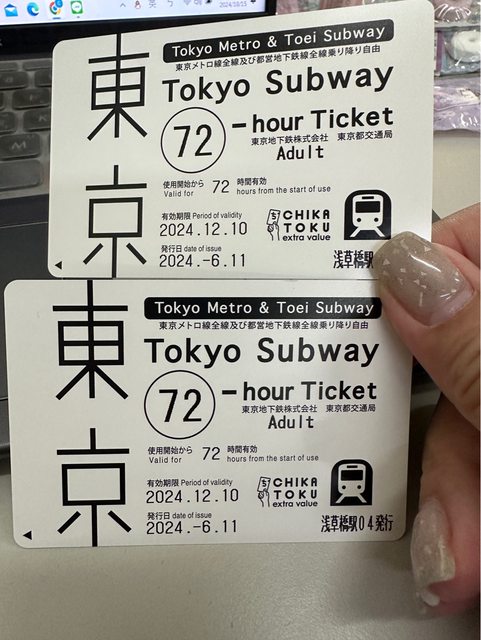 2024/10/15
東京
Tokyo Metro & Toei Subway
東京メトロ線全線及び都営地下鉄線全線乗り降り自由
Tokyo Subway
72 -hour Ticket
東京地下鉄株式会社 東京都交通局
Adult
使用開始から 72 時間有効
Valid for hours from the start of use
有効期限 Period of validity
2024.12.10
発行日 date of issue
2024.-6.11
CHIKA
TOKU
extra value
浅草橋駅
東京
Tokyo Metro & Toei Subway
東京メトロ線全線及び都営地下鉄線全線乗り降り自由
Tokyo Subway
72 -hour Ticket
東京地下鉄株式会社 東京都交通局
Adult
使用開始から 72 時間有効
Valid for hours from the start of use
有効期限 Period of validity
2024.12.10
発行日 date of issue
2024.-6.11
CHIKA
TOKU
extra value
浅草橋駅04発行